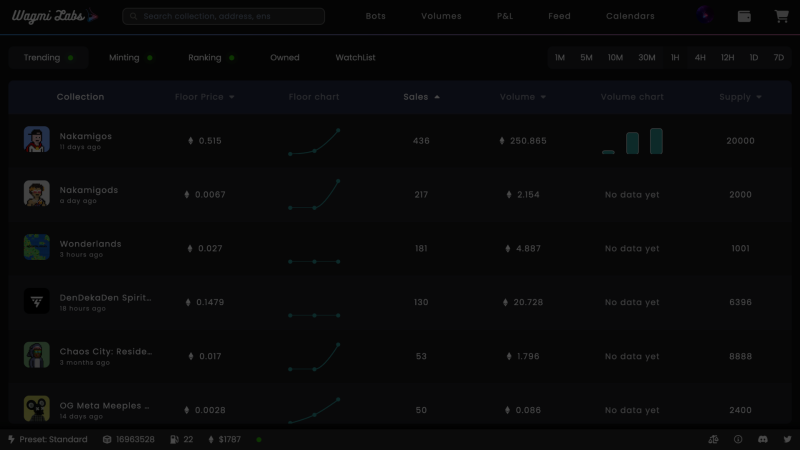 Wagmi Labs
Search collection, address, ens
Bots Volumes P&L Feed Calendars
Trending Minting Ranking Owned WatchList
1M 5M 10M 30M 1H 4H 12H 1D 7D
Collection Floor Price Floor chart Sales Volume Volume chart Supply
Nakamigos
11 days ago
0.515 436 250.865 20000
Nakamigods
a day ago
0.0067 217 2.154 No data yet 2000
Wonderlands
3 hours ago
0.027 181 4.887 No data yet 1001
DenDekaDen Spirit...
18 hours ago
0.1479 130 20.728 No data yet 6396
Chaos City: Reside...
3 months ago
0.017 53 1.796 No data yet 8888
OG Meta Meeples ...
14 days ago
0.0028 50 0.086 No data yet 2400
Preset: Standard 16963528 22 $1787